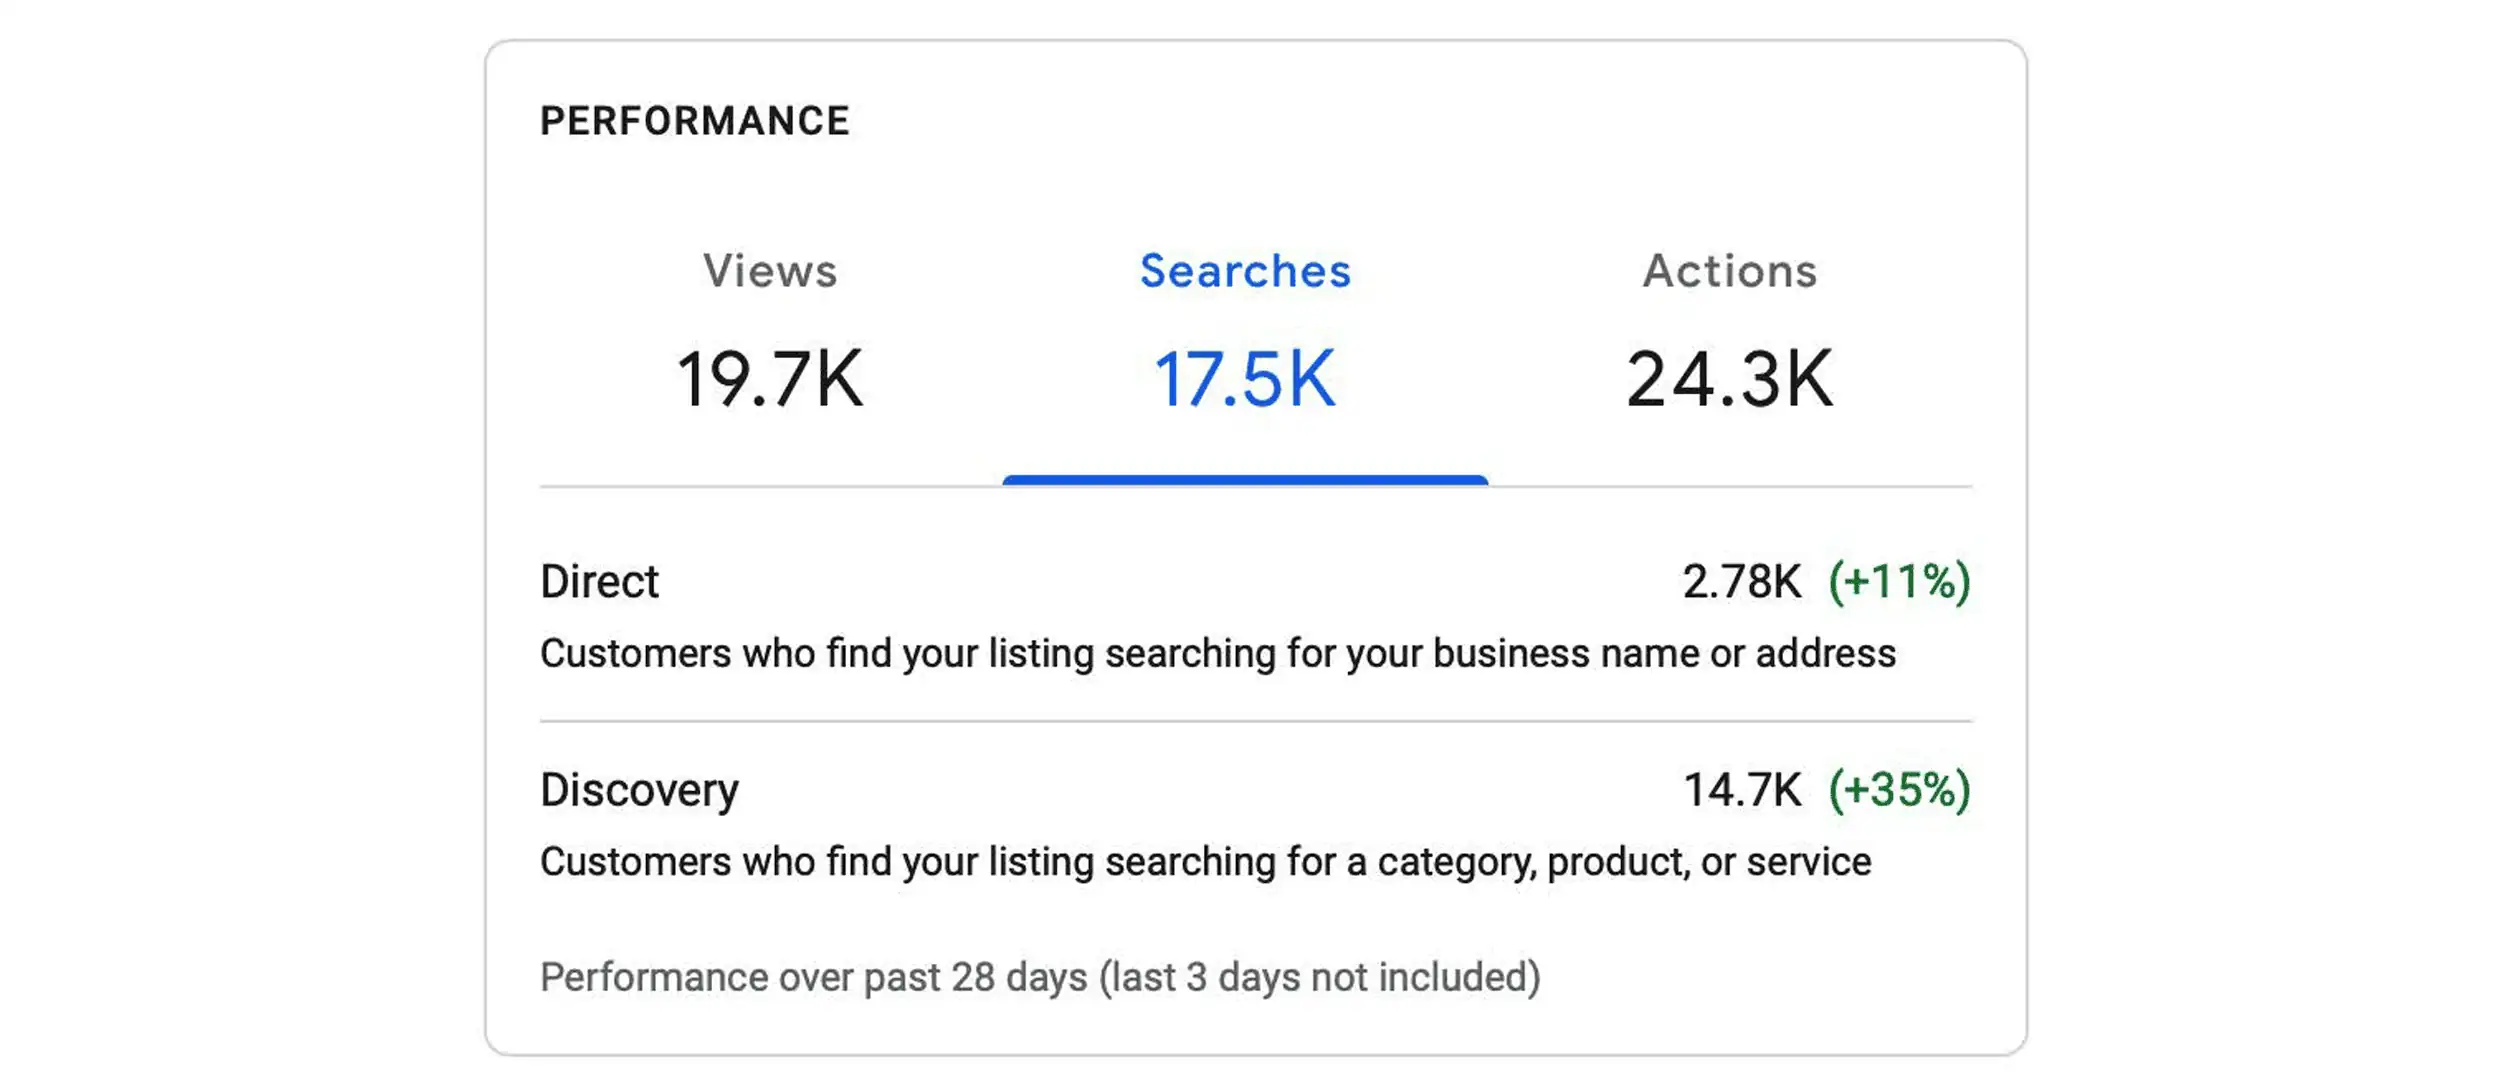 PERFORMANCE
Views Searches Actions
19.7K 17.5K 24.3K
Direct 2.78K (+11%)
Customers who find your listing searching for your business name or address
Discovery 14.7K (+35%)
Customers who find your listing searching for a category, product, or service
Performance over past 28 days (last 3 days not included)